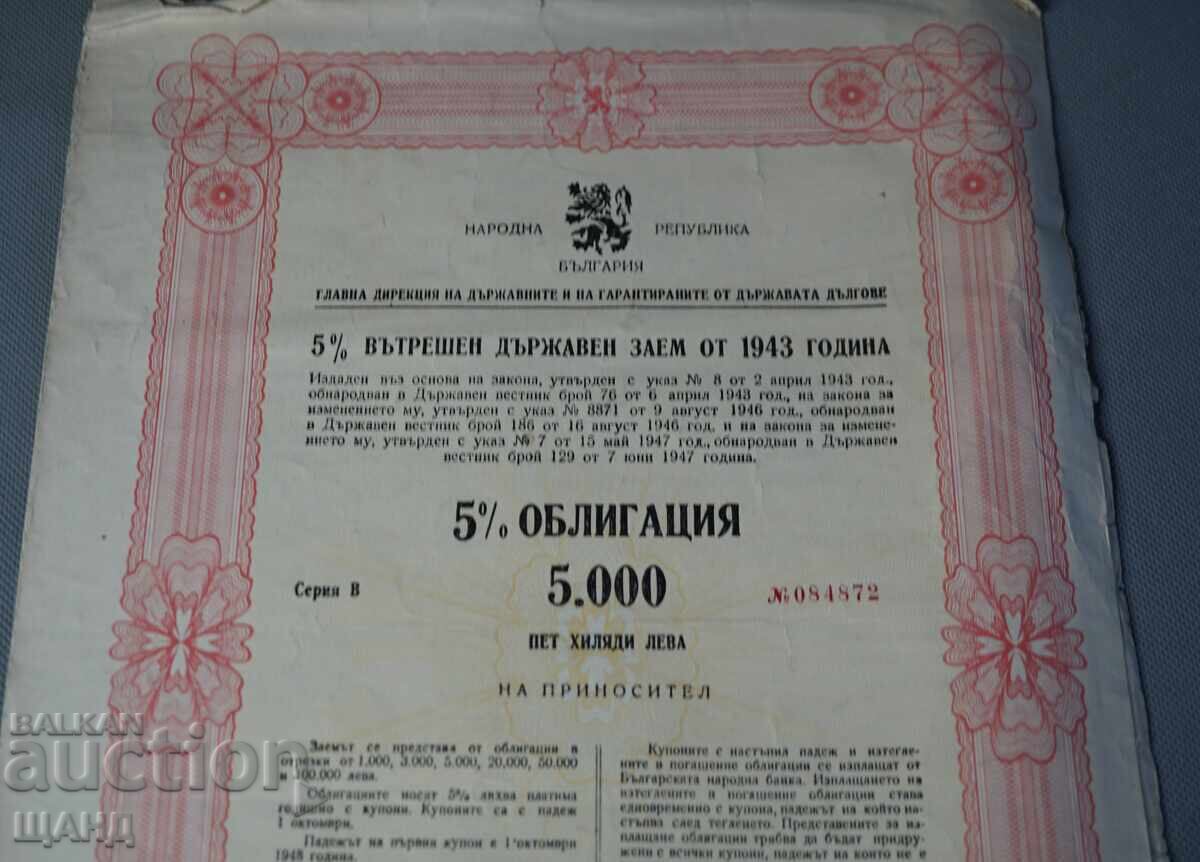 НАРОДНА РЕПУБЛИКА
БЪЛГАРИЯ
ГЛАВНА ДИРЕКЦИЯ НА ДЪРЖАВНИТЕ И НА ГАРАНТИРАНИТЕ ОТ ДЪРЖАВАТА ДЪЛГОВЕ
5% ВЪТРЕШЕН ДЪРЖАВЕН ЗАЕМ ОТ 1943 ГОДИНА
Издаден въз основа на закона, утвърден с указ № 8 от 2 април 1943 год.,
обнародван в Държавен вестник брой 76 от 6 април 1943 год., на закона за
изменението му, утвърден с указ № 8871 от 9 август 1946 год., обнародван
в Държавен вестник брой 186 от 16 август 1946 год. и на закона за измене-
нието му, утвърден с указ № 7 от 15 май 1947 год., обнародван в Държавен
вестник брой 129 от 7 юни 1947 година.
5% ОБЛИГАЦИЯ
Серия В 5.000 № 084872
ПЕТ ХИЛЯДИ ЛЕВА
НА ПРИНОСИТЕЛ
Заемът се представя от облигации в
отрезки от 1.000, 3.000, 5.000, 20,000, 50.000
и 100.000 лева.
Облигациите носят 5% лихва платима
годишно с купони. Купоните са с падеж
1 октомври.
Падежът на първия купон е 1 октомври
1948 година.
Купоните с настъпил падеж и изтегле-
ните в погашение облигации се изплащат от
Българската народна банка. Изплащането на
изтеглените в погашение облигации става
едновременно с купона, падежът на който на-
стъпва след тегленето. Представените за из-
плащане облигации трябва да бъдат придру-
жени с всички купони, падежът на които не е
BALKAN
auction
ЩАНД